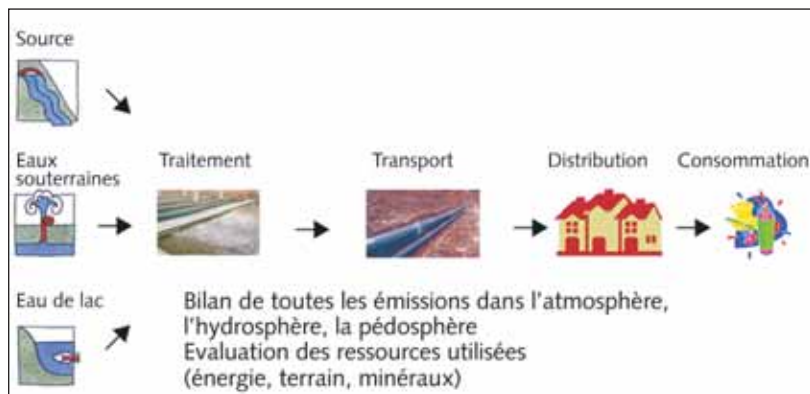 Source
Eaux
souterraines
Traitement
Transport
Distribution
Consommation
Eau de lac
Bilan de toutes les émissions dans l'atmosphère,
l'hydrosphère, la pédosphère
Evaluation des ressources utilisées
(énergie, terrain, minéraux)